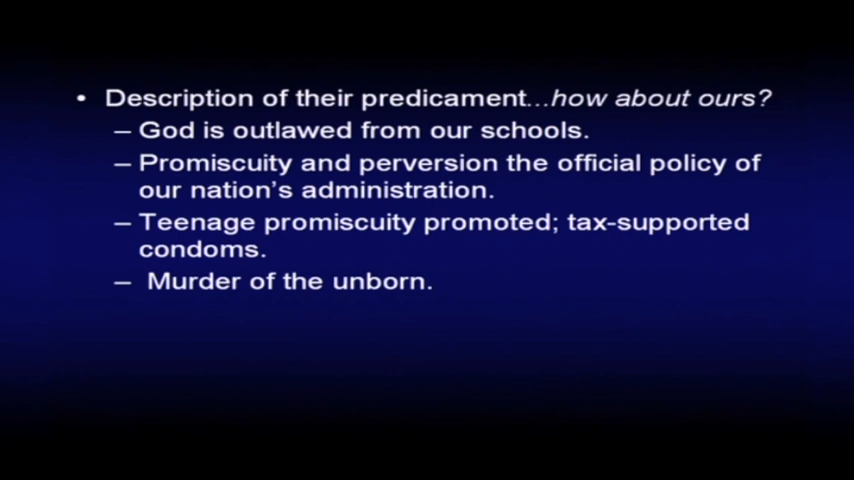 • Description of their predicament...how about ours?
– God is outlawed from our schools.
– Promiscuity and perversion the official policy of
our nation's administration.
– Teenage promiscuity promoted; tax-supported
condoms.
– Murder of the unborn.